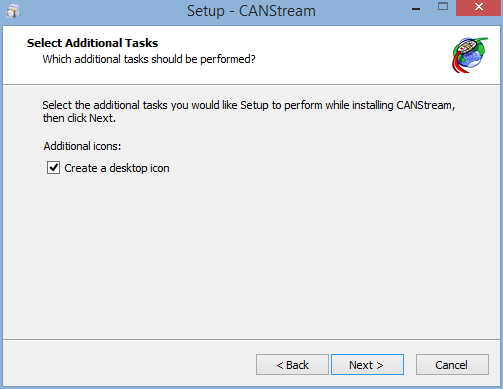 Setup - CANStream
Select Additional Tasks
Which additional tasks should be performed?
Select the additional tasks you would like Setup to perform while installing CANStream,
then click Next.
Additional icons:
Create a desktop icon
< Back
Next >
Cancel